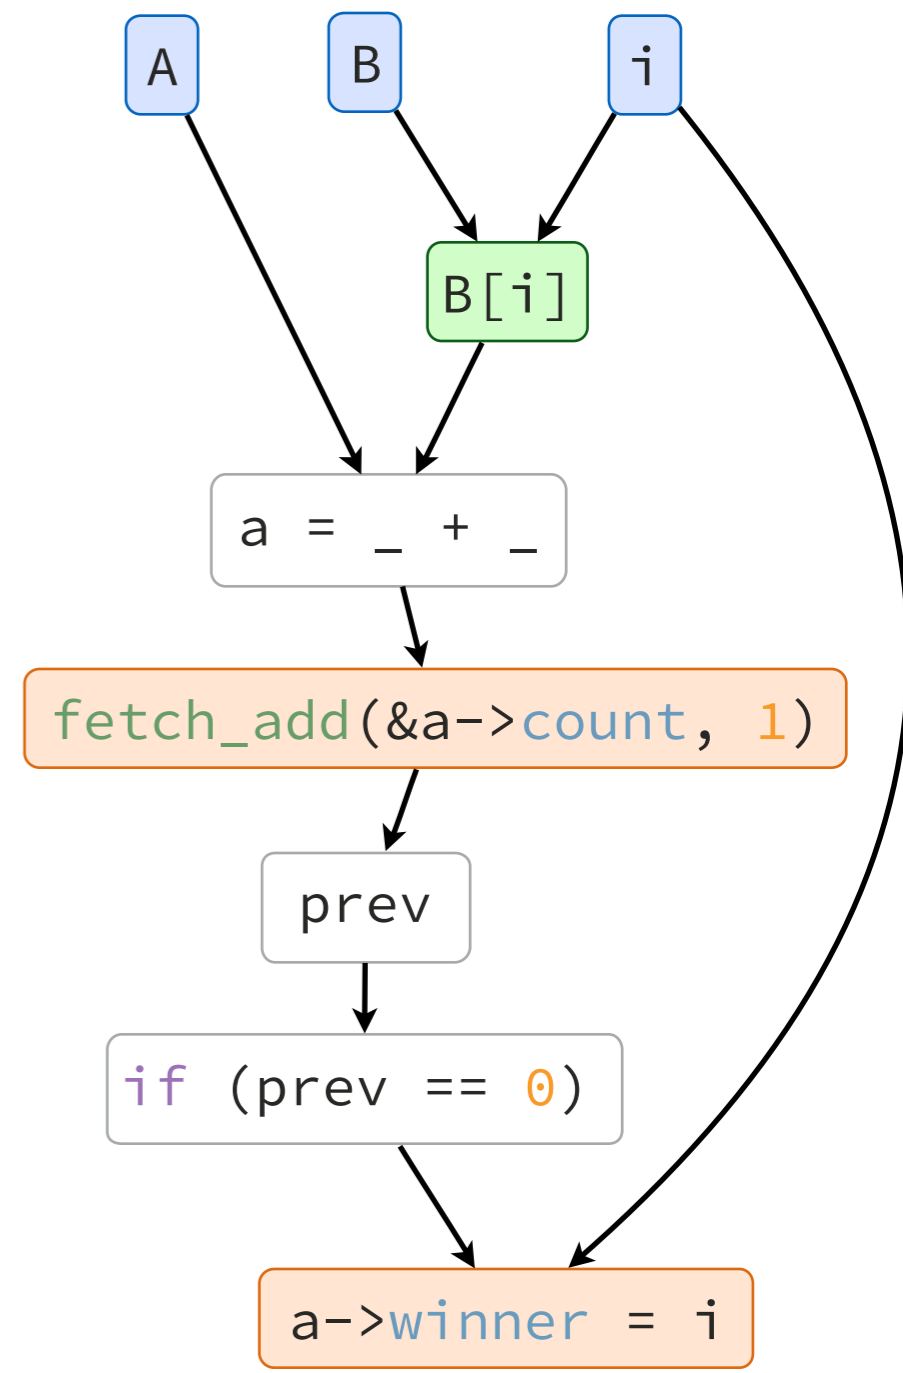 A
B
i
B[i]
a = _ + _
fetch_add(&a->count, 1)
prev
if (prev == 0)
a->winner = i